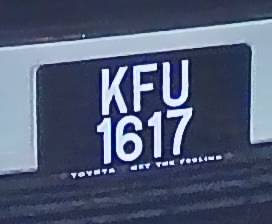 KFU
1617
TOYOTA GET THE FEELING